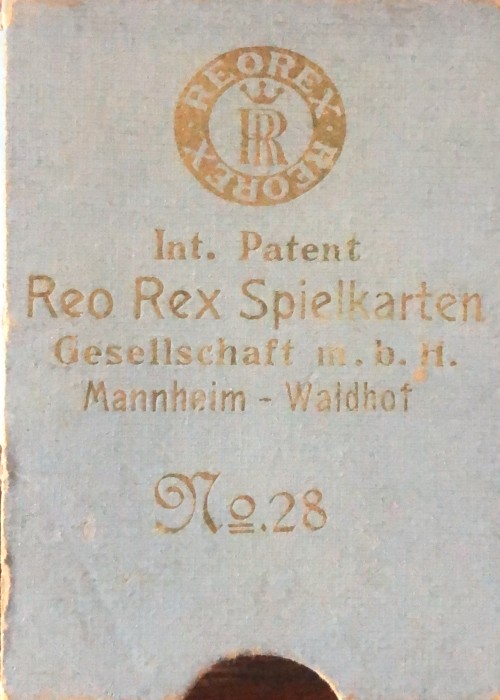 REOREX · REOREX
RR
Int. Patent
Reo Rex Spielkarten
Gesellschaft m. b. H.
Mannheim - Waldhof
No. 28